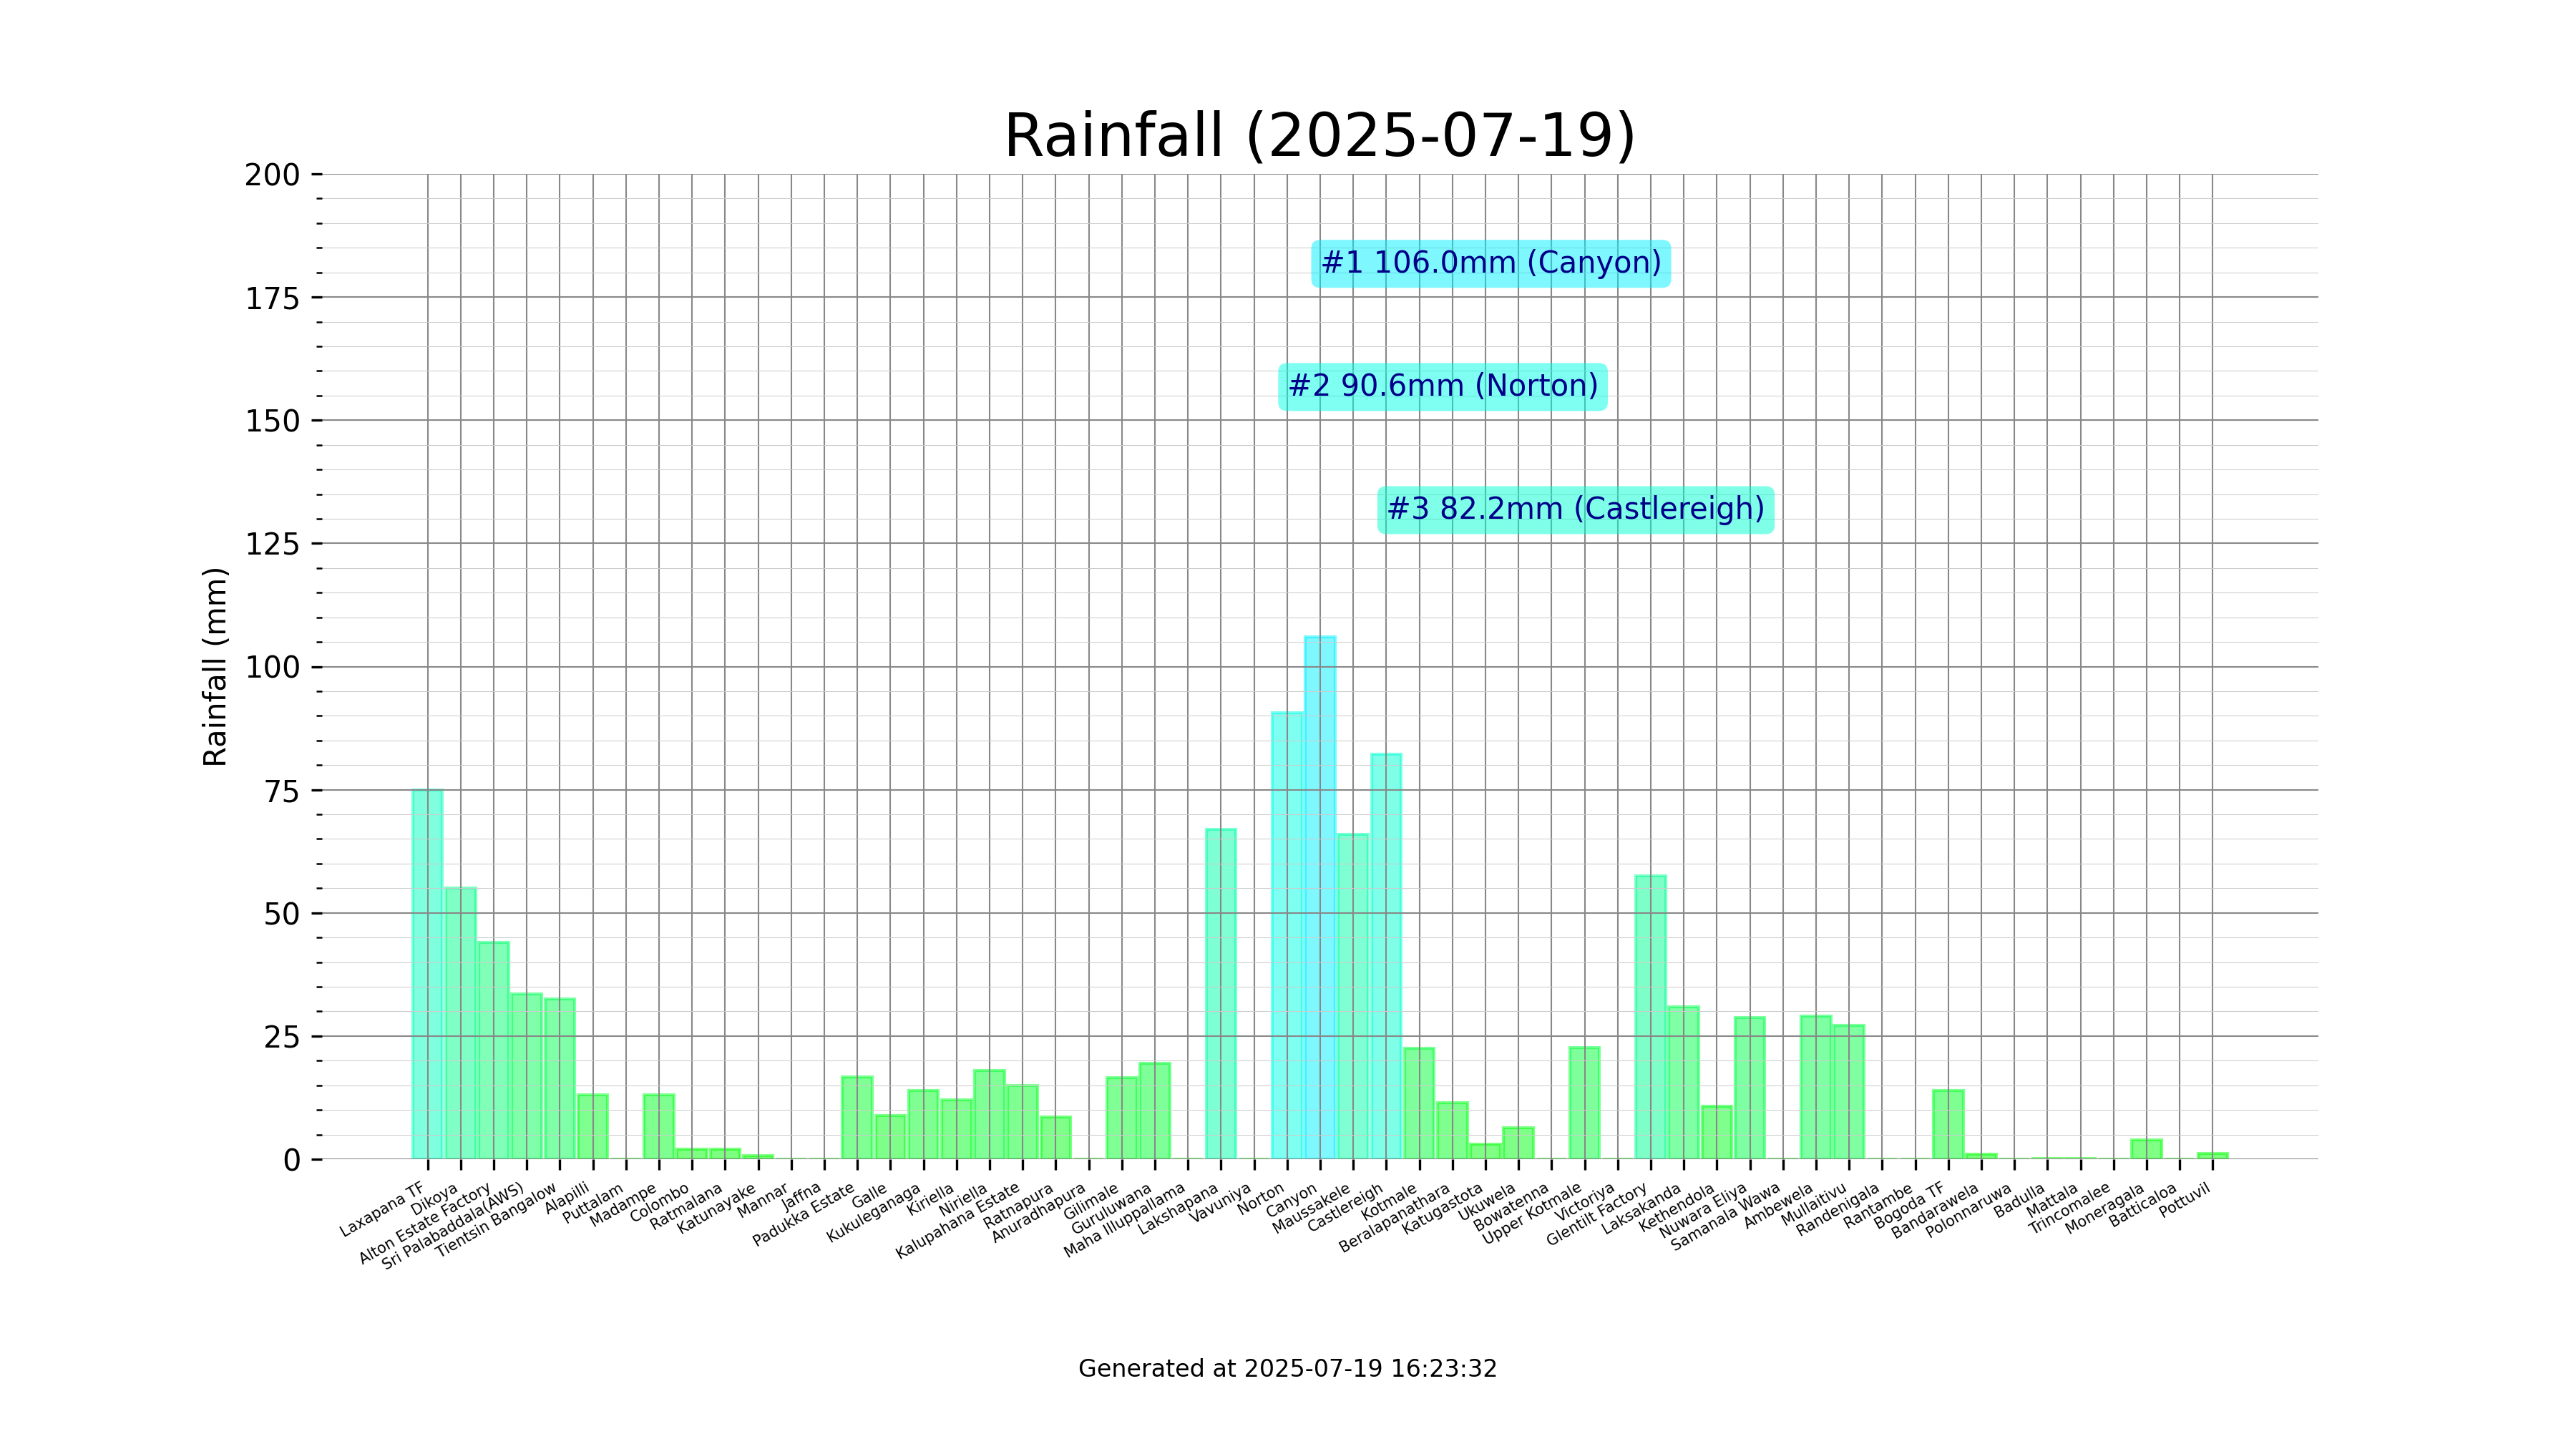 Rainfall (2025-07-19)
200
175
150
125
100
75
50
25
0
Rainfall (mm)
#1 106.0mm (Canyon)
#2 90.6mm (Norton)
#3 82.2mm (Castlereigh)
Laxapana TF
Dikoya
Alton Estate Factory
Sri Palabaddala(AWS)
Tientsin Bangalow
Alapilli
Puttalam
Madampe
Colombo
Ratmalana
Katunayake
Mannar
Jaffna
Padukka Estate
Galle
Kukuleganaga
Kiriella
Niriella
Kalupahana Estate
Ratnapura
Anuradhapura
Gilimale
Guruluwana
Maha Illuppallama
Lakshapana
Vavuniya
Norton
Canyon
Maussakele
Castlereigh
Kotmale
Beralapanathara
Katugastota
Ukuwela
Bowatenna
Upper Kotmale
Victoriya
Glentilt Factory
Laksakanda
Kethendola
Nuwara Eliya
Samanala Wawa
Ambewela
Mullaitivu
Randenigala
Rantambe
Bogoda TF
Bandarawela
Polonnaruwa
Badulla
Mattala
Trincomalee
Moneragala
Batticaloa
Pottuvil
Generated at 2025-07-19 16:23:32